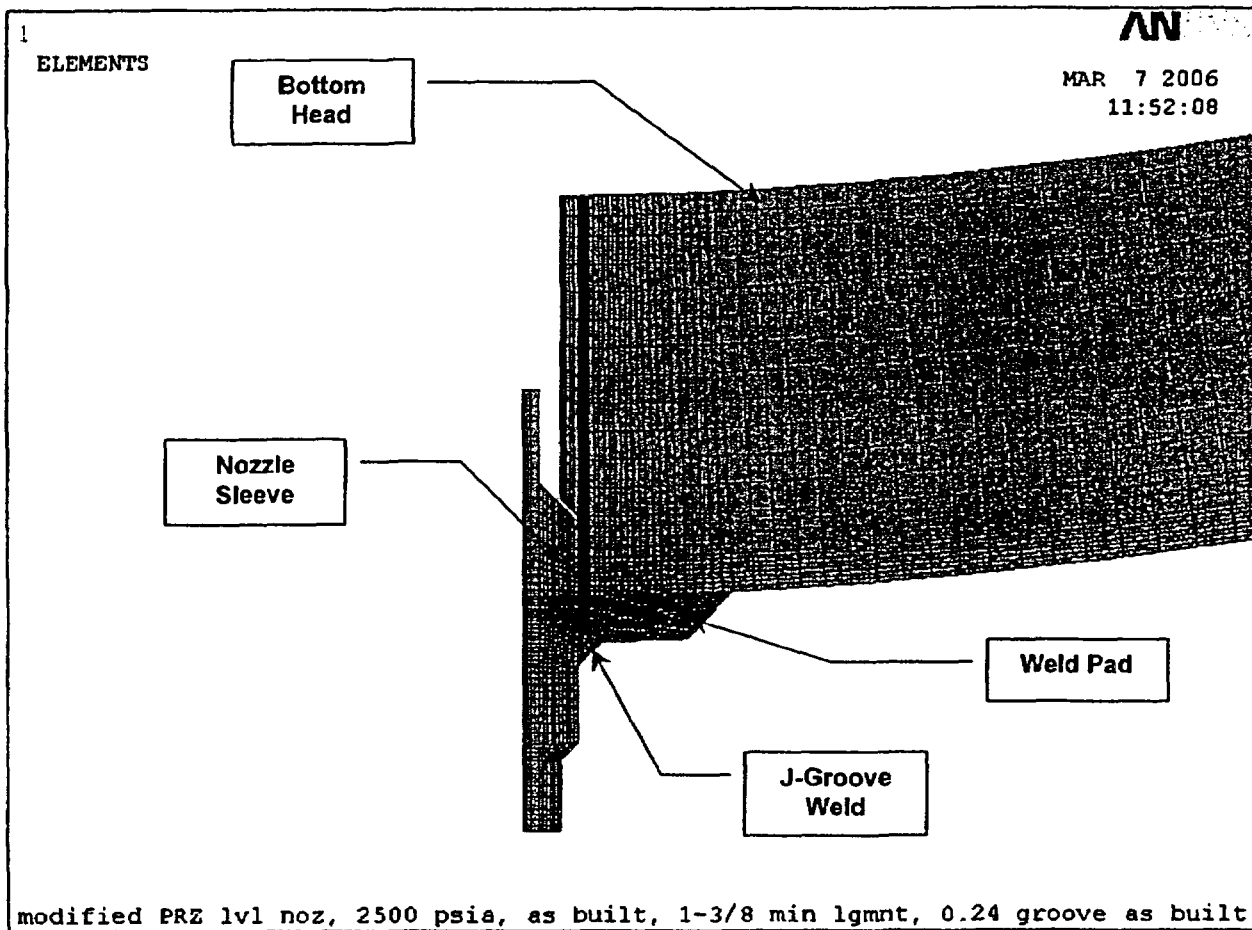 1
ELEMENTS
AN
MAR 7 2006
11:52:08
Bottom
Head
Nozzle
Sleeve
Weld Pad
J-Groove
Weld
modified PRZ lvl noz, 2500 psia, as built, 1-3/8 min lgmnt, 0.24 groove as built